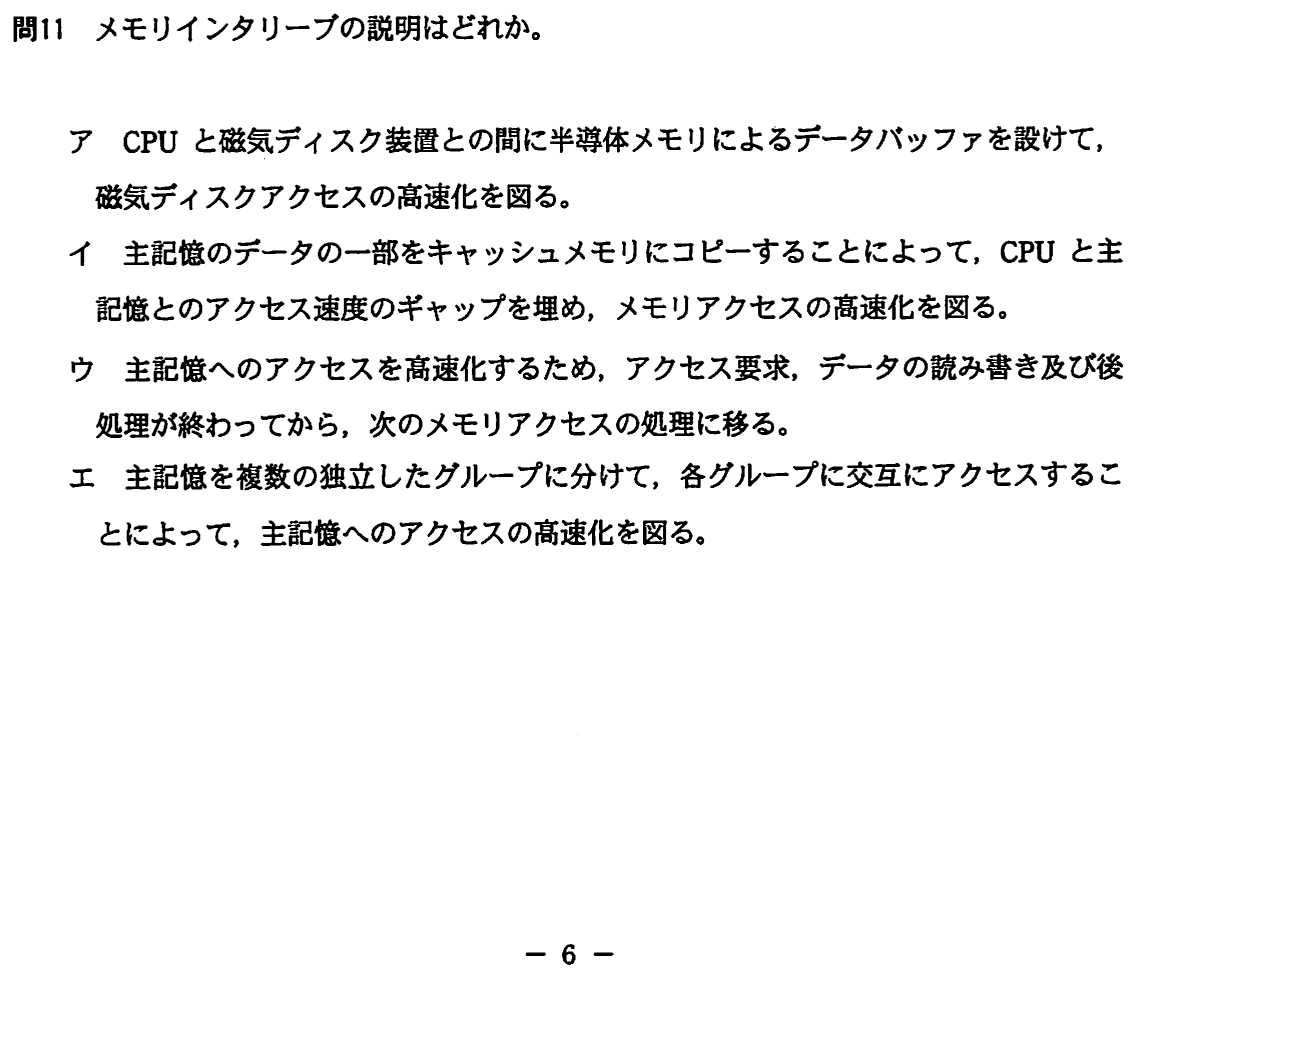 問11 メモリインタリーブの説明はどれか。
ア CPU と磁気ディスク装置との間に半導体メモリによるデータバッファを設けて，
磁気ディスクアクセスの高速化を図る。
イ 主記憶のデータの一部をキャッシュメモリにコピーすることによって，CPU と主
記憶とのアクセス速度のギャップを埋め，メモリアクセスの高速化を図る。
ウ 主記憶へのアクセスを高速化するため，アクセス要求，データの読み書き及び後
処理が終わってから，次のメモリアクセスの処理に移る。
エ 主記憶を複数の独立したグループに分けて，各グループに交互にアクセスするこ
とによって，主記憶へのアクセスの高速化を図る。
－ 6 －